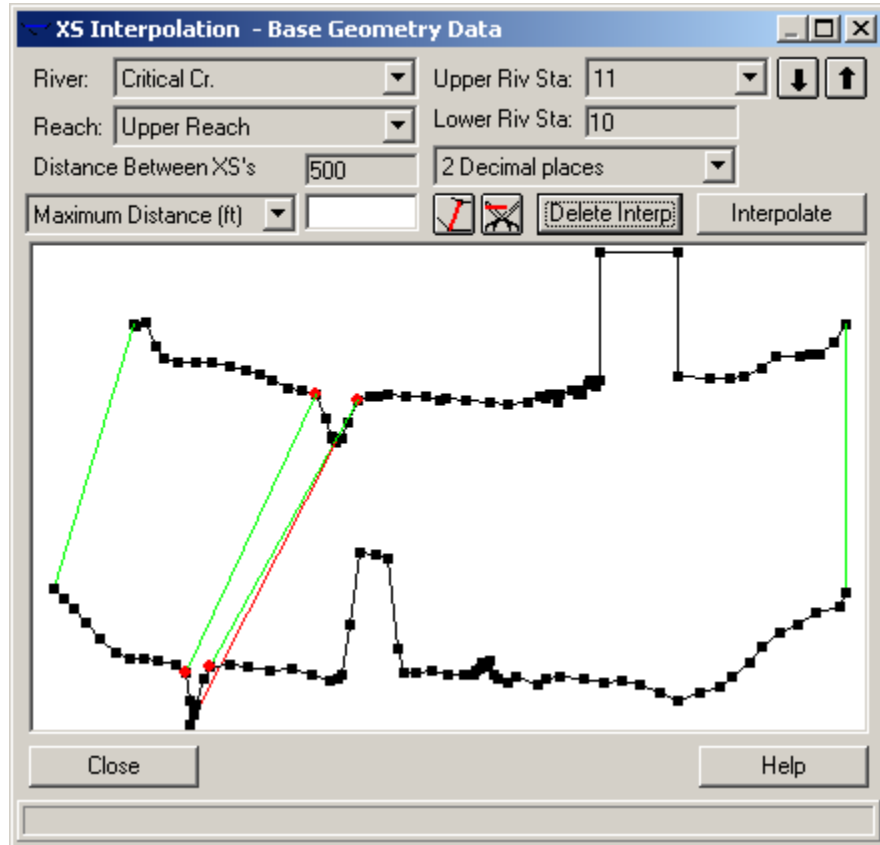 XS Interpolation - Base Geometry Data
River: Critical Cr. Upper Riv Sta: 11
Reach: Upper Reach Lower Riv Sta: 10
Distance Between XS's 500 2 Decimal places
Maximum Distance (ft) Delete Interp Interpolate
Close Help